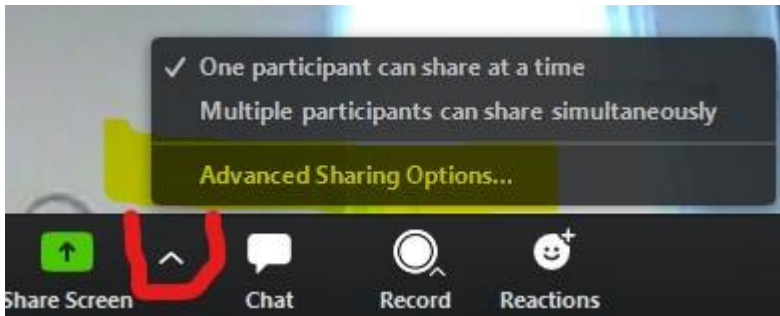 One participant can share at a time
Multiple participants can share simultaneously
Advanced Sharing Options...
Share Screen
Chat
Record
Reactions